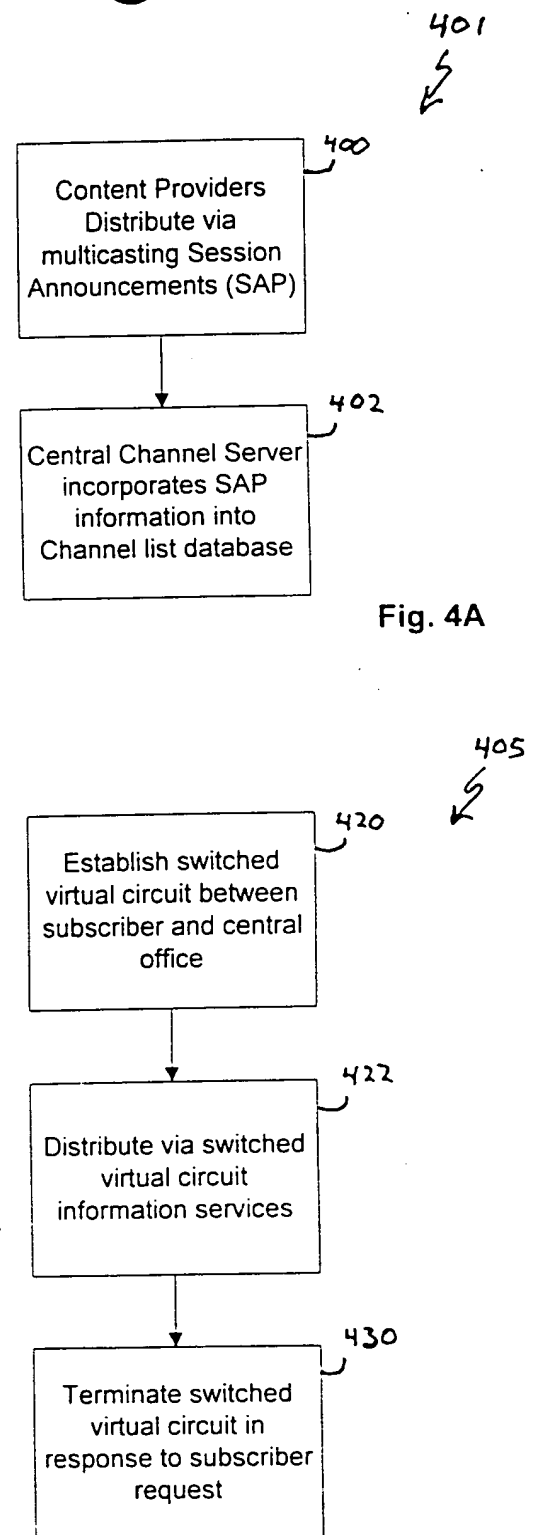 401
400
Content Providers
Distribute via
multicasting Session
Announcements (SAP)
402
Central Channel Server
incorporates SAP
information into
Channel list database
Fig. 4A
405
420
Establish switched
virtual circuit between
subscriber and central
office
422
Distribute via switched
virtual circuit
information services
430
Terminate switched
virtual circuit in
response to subscriber
request